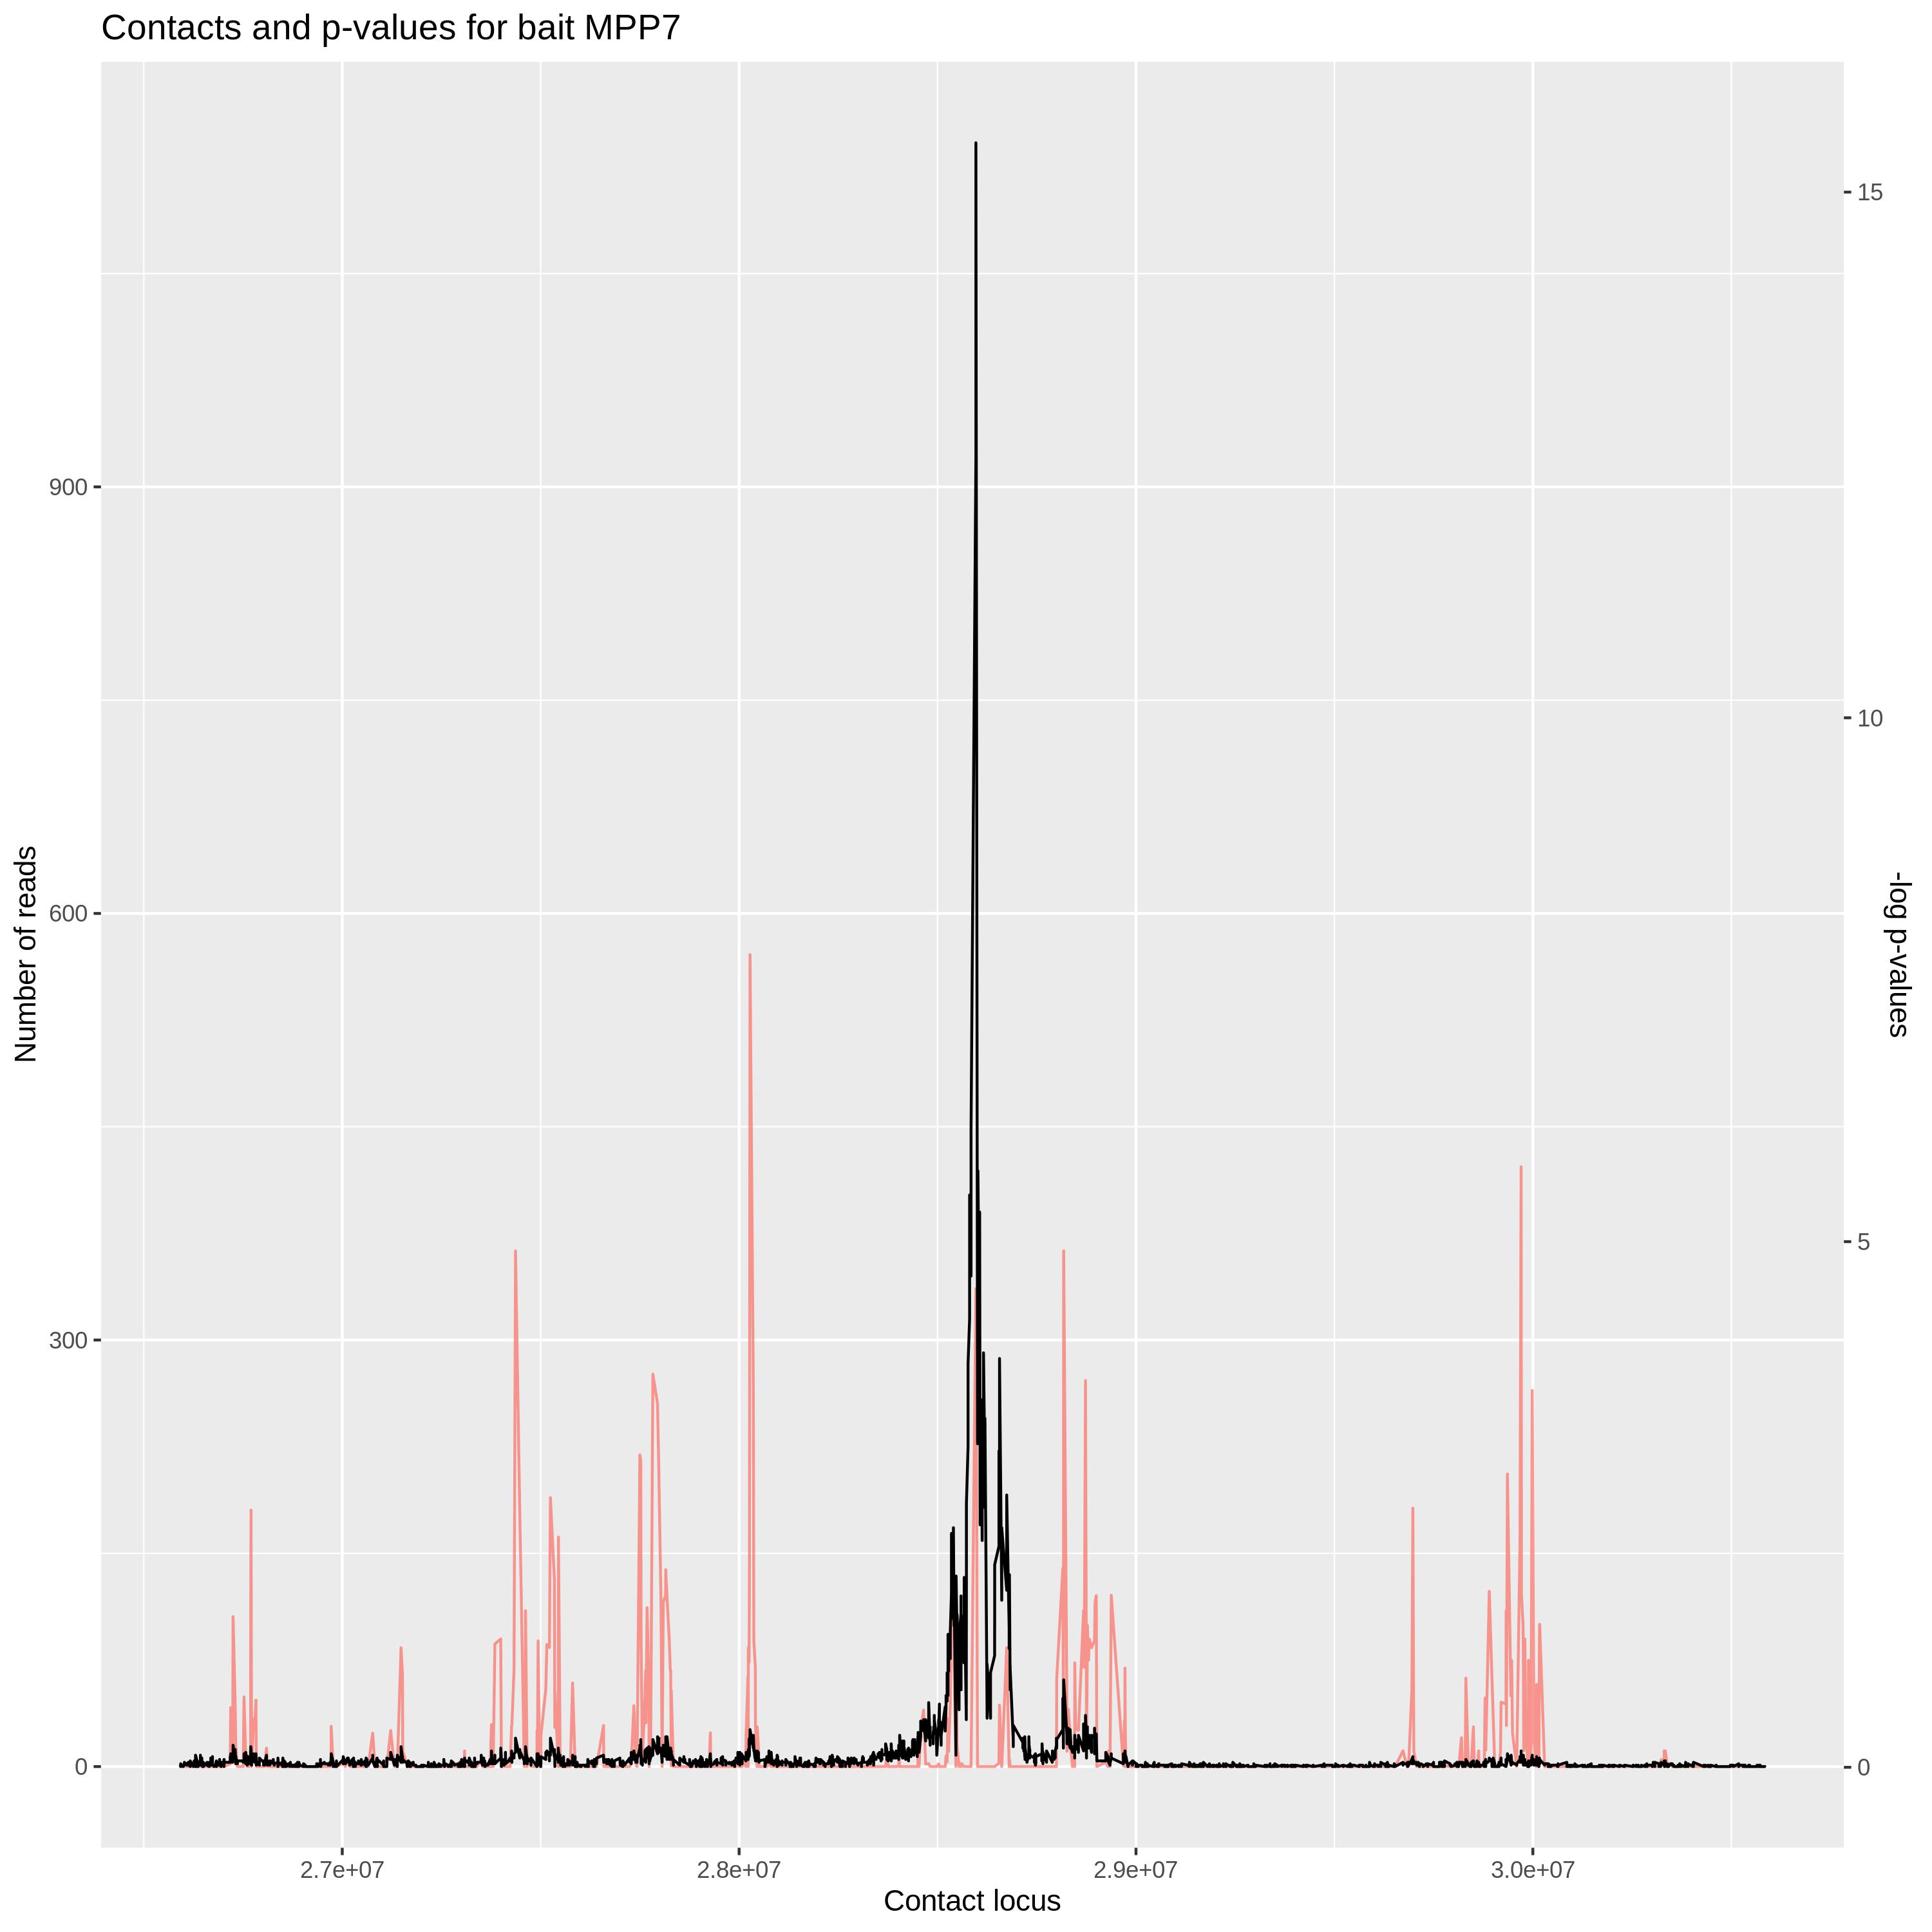 Contacts and p-values for bait MPP7
15
900
10
Number of reads
-log p-values
600
5
300
0
0
2.7e+07
2.8e+07
2.9e+07
3.0e+07
Contact locus